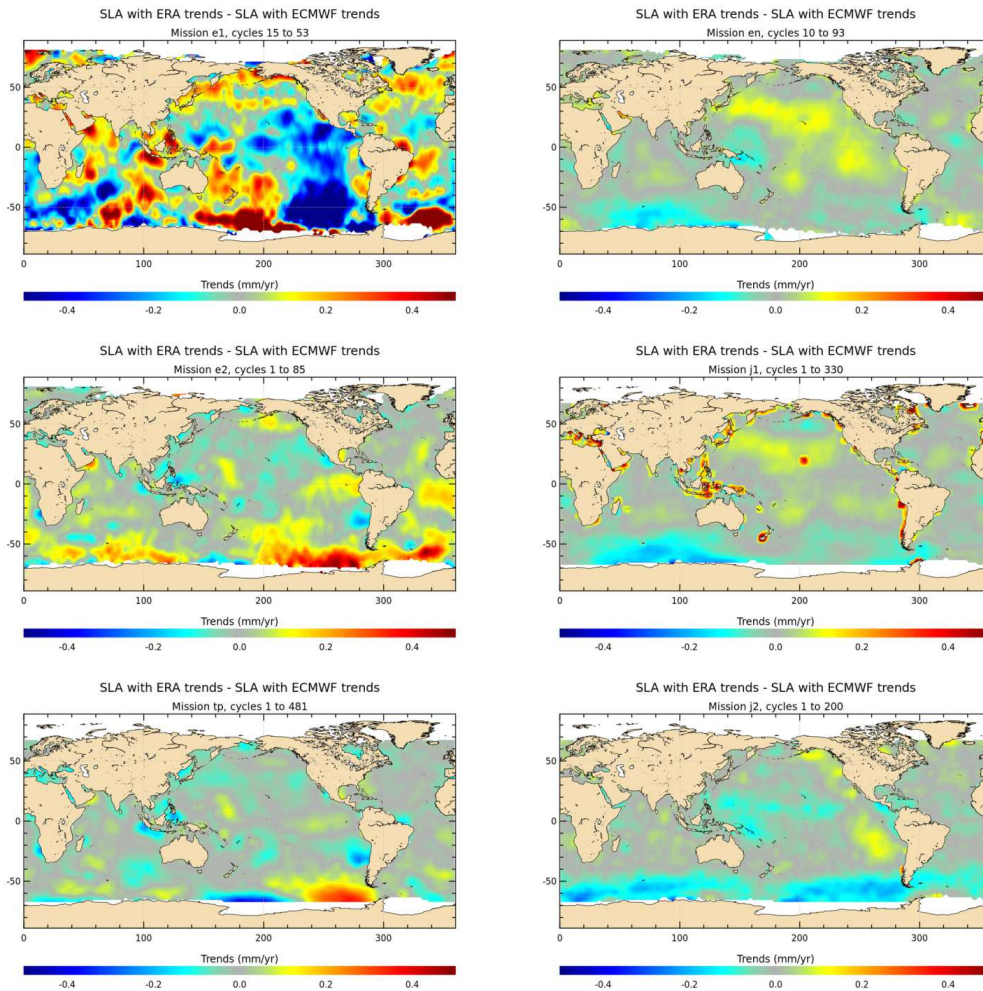 SLA with ERA trends - SLA with ECMWF trends
Mission e1, cycles 15 to 53
50
0
-50
0 100 200 300
Trends (mm/yr)
-0.4 -0.2 0.0 0.2 0.4
SLA with ERA trends - SLA with ECMWF trends
Mission en, cycles 10 to 93
50
0
-50
0 100 200 300
Trends (mm/yr)
-0.4 -0.2 0.0 0.2 0.4
SLA with ERA trends - SLA with ECMWF trends
Mission e2, cycles 1 to 85
50
0
-50
0 100 200 300
Trends (mm/yr)
-0.4 -0.2 0.0 0.2 0.4
SLA with ERA trends - SLA with ECMWF trends
Mission j1, cycles 1 to 330
50
0
-50
0 100 200 300
Trends (mm/yr)
-0.4 -0.2 0.0 0.2 0.4
SLA with ERA trends - SLA with ECMWF trends
Mission tp, cycles 1 to 481
50
0
-50
0 100 200 300
Trends (mm/yr)
-0.4 -0.2 0.0 0.2 0.4
SLA with ERA trends - SLA with ECMWF trends
Mission j2, cycles 1 to 200
50
0
-50
0 100 200 300
Trends (mm/yr)
-0.4 -0.2 0.0 0.2 0.4